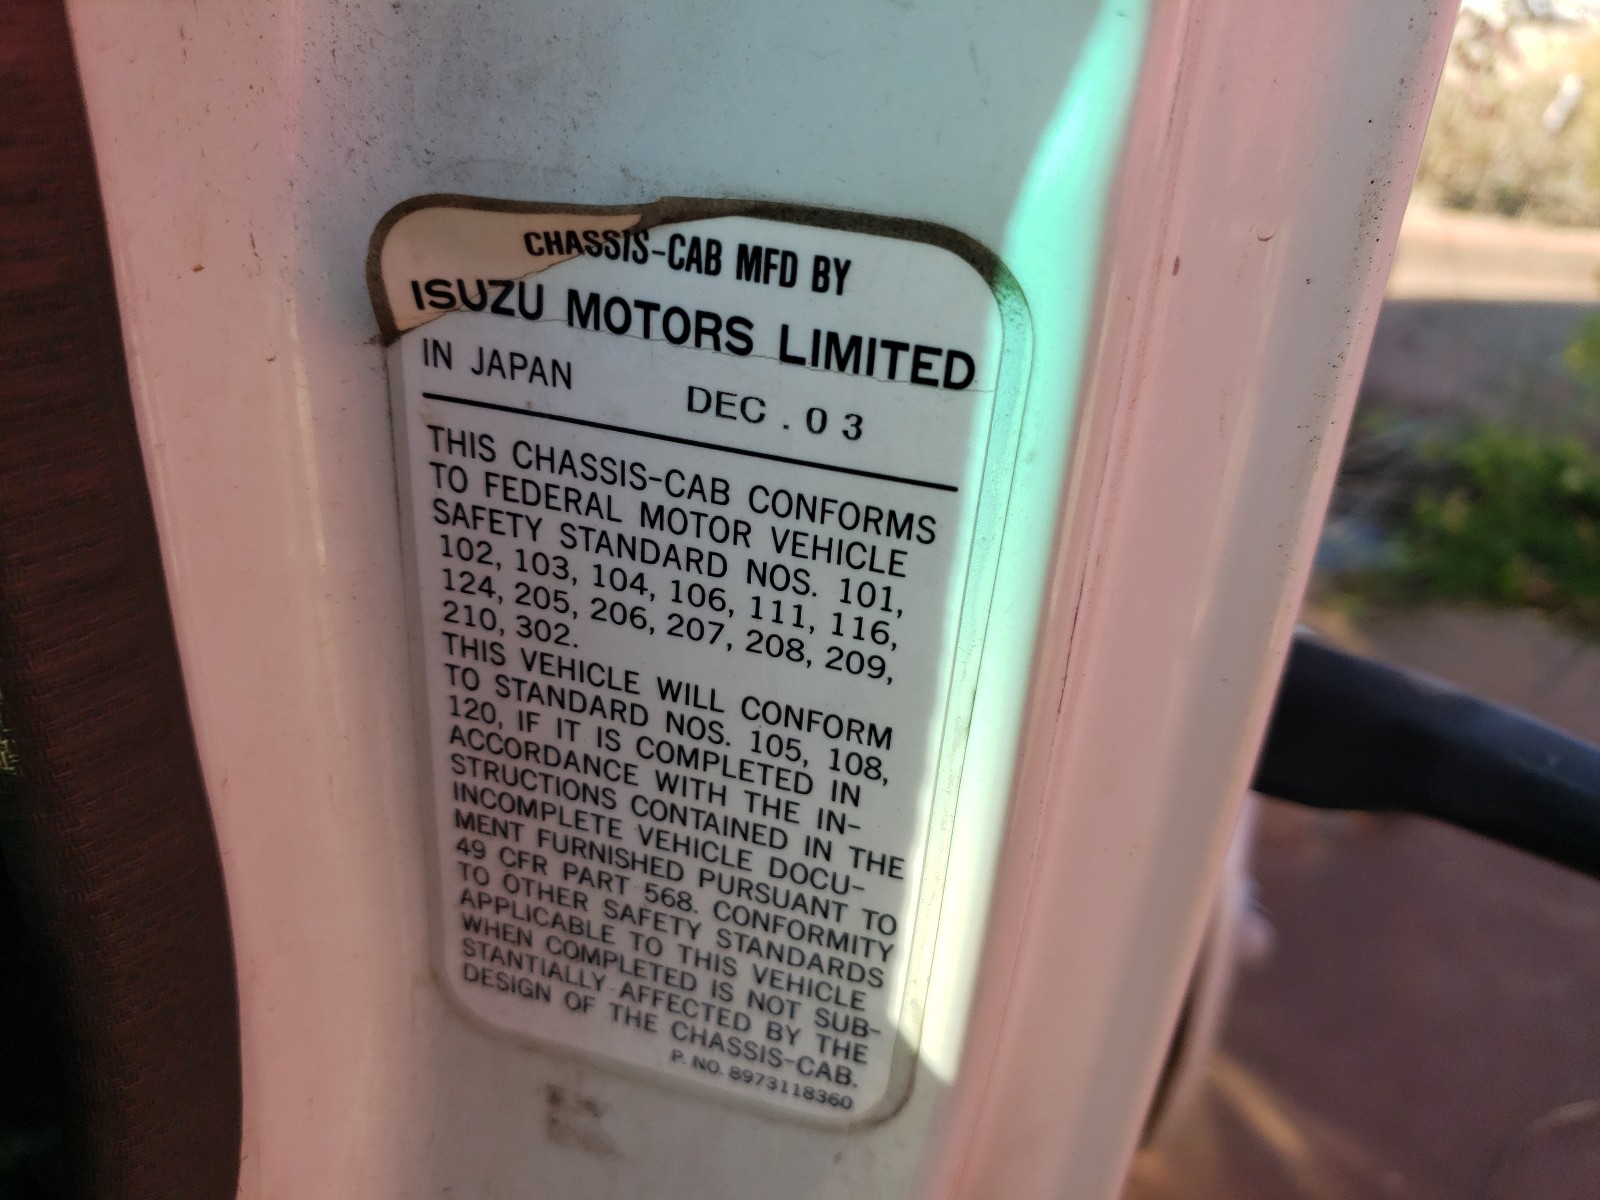 CHASSIS-CAB MFD BY
ISUZU MOTORS LIMITED
IN JAPAN DEC . 0 3
THIS CHASSIS-CAB CONFORMS
TO FEDERAL MOTOR VEHICLE
SAFETY STANDARD NOS. 101,
102, 103, 104, 106, 111, 116,
124, 205, 206, 207, 208, 209,
210, 302.
THIS VEHICLE WILL CONFORM
TO STANDARD NOS. 105, 108,
120, IF IT IS COMPLETED IN
ACCORDANCE WITH THE IN-
STRUCTIONS CONTAINED IN THE
INCOMPLETE VEHICLE DOCU-
MENT FURNISHED PURSUANT TO
49 CFR PART 568. CONFORMITY
TO OTHER SAFETY STANDARDS
APPLICABLE TO THIS VEHICLE
WHEN COMPLETED IS NOT SUB-
STANTIALLY AFFECTED BY THE
DESIGN OF THE CHASSIS-CAB.
P. NO. 8973118360